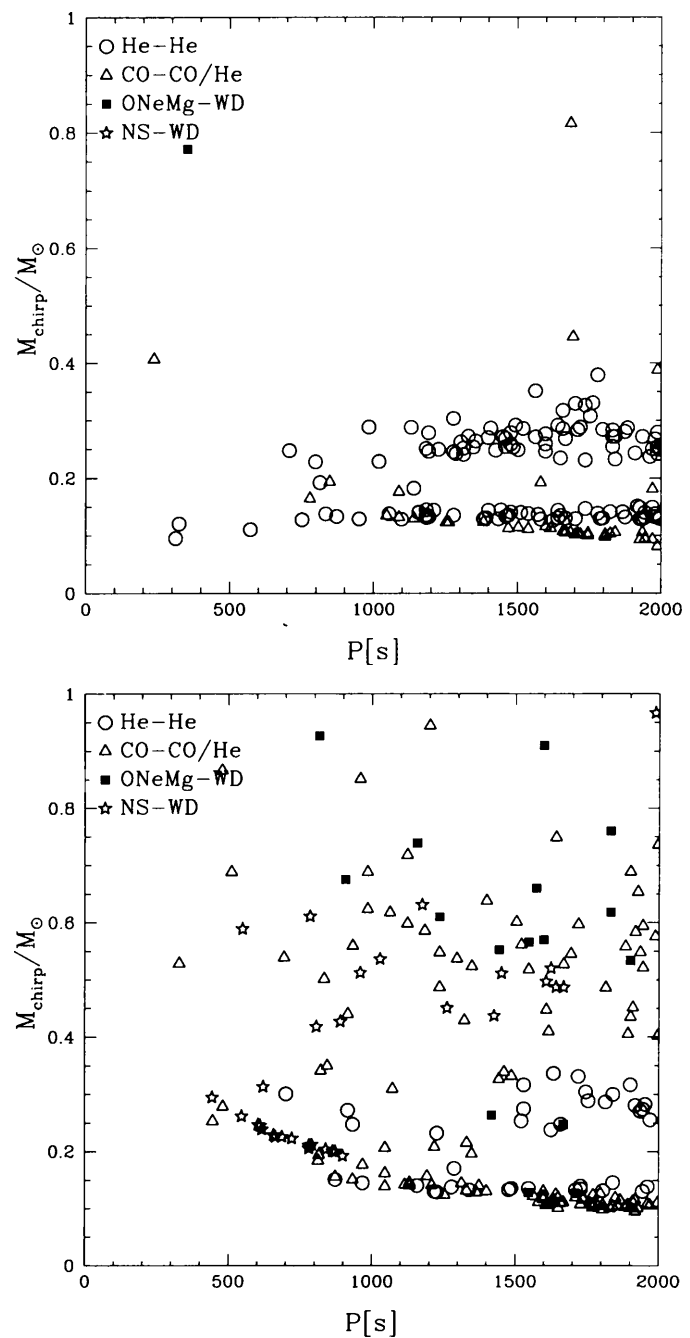 1
He-He
CO-CO/He
ONeMg-WD
NS-WD
0.8
0.6
M_chirp/M_⊙
0.4
0.2
0
0 500 1000 1500 2000
P[s]
1
He-He
CO-CO/He
ONeMg-WD
NS-WD
0.8
0.6
M_chirp/M_⊙
0.4
0.2
0
0 500 1000 1500 2000
P[s]